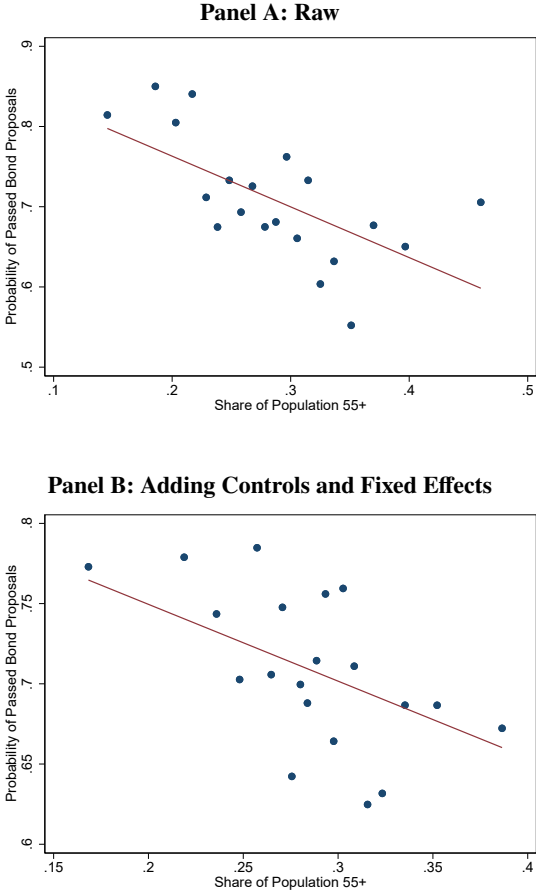 Panel A: Raw
Probability of Passed Bond Proposals
.9
.8
.7
.6
.5
.1 .2 .3 .4 .5
Share of Population 55+
Panel B: Adding Controls and Fixed Effects
Probability of Passed Bond Proposals
.8
.75
.7
.65
.6
.15 .2 .25 .3 .35 .4
Share of Population 55+